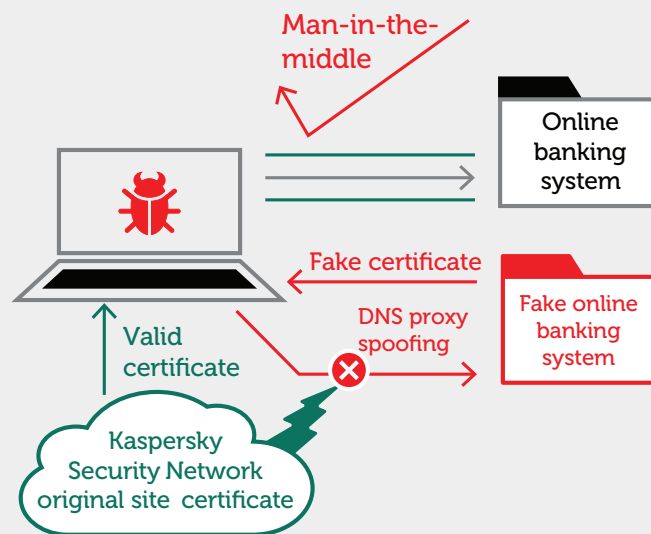 Man-in-the-
middle
Online
banking
system
Fake certificate
Fake online
banking
system
DNS proxy
spoofing
Valid
certificate
Kaspersky
Security Network
original site certificate